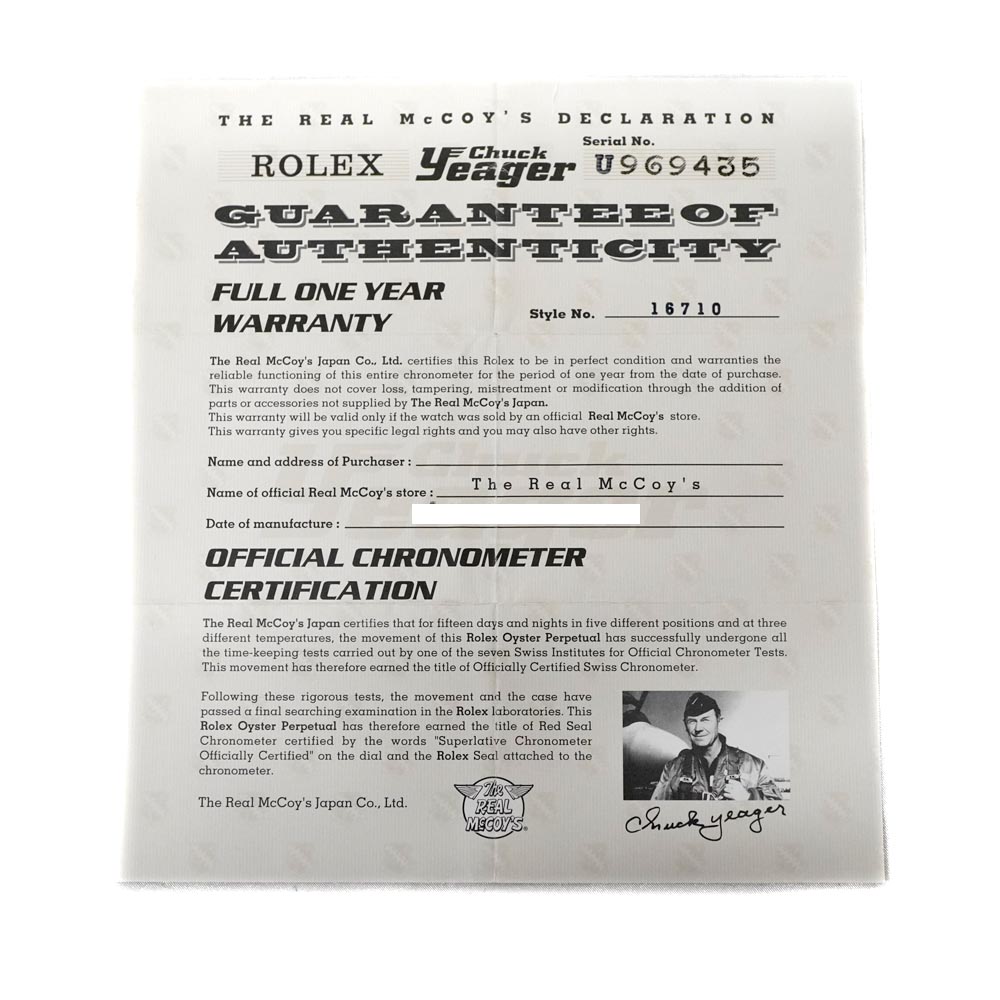 THE REAL McCOY'S DECLARATION
ROLEX
Chuck
Yeager
Serial No.
U969435
GUARANTEE OF
AUTHENTICITY
FULL ONE YEAR
WARRANTY
Style No. 16710
The Real McCoy's Japan Co., Ltd. certifies this Rolex to be in perfect condition and warranties the
reliable functioning of this entire chronometer for the period of one year from the date of purchase.
This warranty does not cover loss, tampering, mistreatment or modification through the addition of
parts or accessories not supplied by The Real McCoy's Japan.
This warranty will be valid only if the watch was sold by an official Real McCoy's store.
This warranty gives you specific legal rights and you may also have other rights.
Name and address of Purchaser :
Name of official Real McCoy's store : The Real McCoy's
Date of manufacture :
OFFICIAL CHRONOMETER
CERTIFICATION
The Real McCoy's Japan certifies that for fifteen days and nights in five different positions and at three
different temperatures, the movement of this Rolex Oyster Perpetual has successfully undergone all
the time-keeping tests carried out by one of the seven Swiss Institutes for Official Chronometer Tests.
This movement has therefore earned the title of Officially Certified Swiss Chronometer.
Following these rigorous tests, the movement and the case have
passed a final searching examination in the Rolex laboratories. This
Rolex Oyster Perpetual has therefore earned the title of Red Seal
Chronometer certified by the words "Superlative Chronometer
Officially Certified" on the dial and the Rolex Seal attached to the
chronometer.
The Real McCoy's Japan Co., Ltd.
The
REAL
McCOY'S®
Chuck Yeager